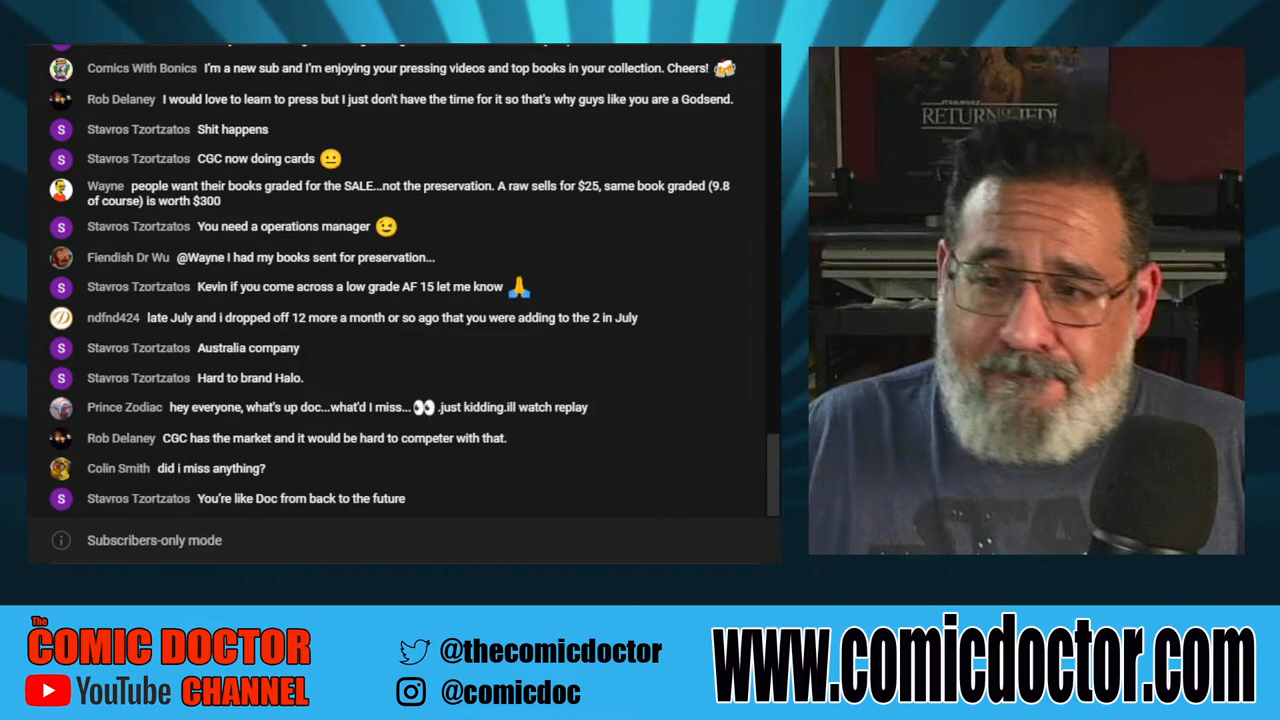 Comics With Bonics I'm a new sub and I'm enjoying your pressing videos and top books in your collection. Cheers! 🍻
Rob Delaney I would love to learn to press but I just don't have the time for it so that's why guys like you are a Godsend.
S Stavros Tzortzatos Shit happens
S Stavros Tzortzatos CGC now doing cards 😐
Wayne people want their books graded for the SALE...not the preservation. A raw sells for $25, same book graded (9.8
of course) is worth $300
S Stavros Tzortzatos You need a operations manager 😉
Fiendish Dr Wu @Wayne I had my books sent for preservation...
S Stavros Tzortzatos Kevin if you come across a low grade AF 15 let me know 🙏
ndfnd424 late July and i dropped off 12 more a month or so ago that you were adding to the 2 in July
S Stavros Tzortzatos Australia company
S Stavros Tzortzatos Hard to brand Halo.
Prince Zodiac hey everyone, what's up doc...what'd I miss...👀.just kidding.ill watch replay
Rob Delaney CGC has the market and it would be hard to competer with that.
Colin Smith did i miss anything?
S Stavros Tzortzatos You're like Doc from back to the future
Subscribers-only mode
STAR WARS
RETURN OF THE JEDI
STA
The
COMIC DOCTOR
YouTube CHANNEL
@thecomicdoctor
@comicdoc
www.comicdoctor.com